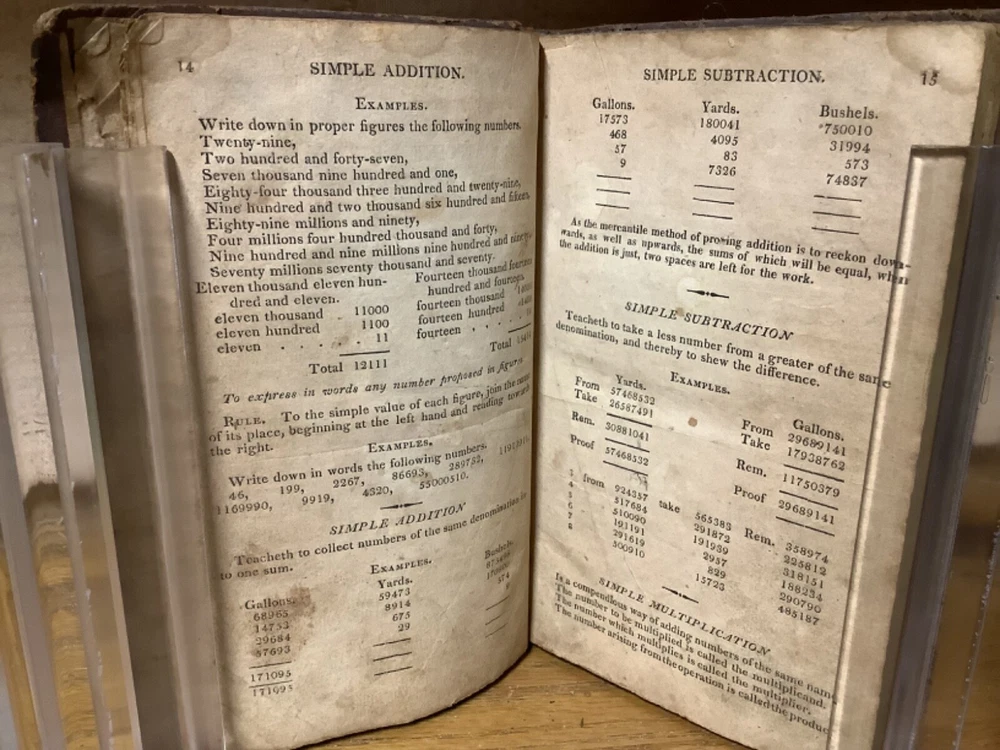 14
SIMPLE ADDITION.
EXAMPLES.
Write down in proper figures the following numbers.
Twenty-nine,
Two hundred and forty-seven,
Seven thousand nine hundred and one,
Eighty-four thousand three hundred and twenty-nine,
Nine hundred and two thousand six hundred and fifteen,
Eighty-nine millions and ninety,
Four millions four hundred thousand and forty,
Nine hundred and nine millions nine hundred and
Seventy millions seventy thousand and seventy.
Eleven thousand eleven hun-
dred and eleven.
eleven thousand 11000
eleven hundred 1100
eleven . . . . . 11
Total 12111
Fourteen thousand fourteen
hundred and fourteen.
fourteen thousand
fourteen hundred
fourteen . . . .
Total
To express in words any number proposed in figures.
RULE. To the simple value of each figure, join the name
of its place, beginning at the left hand and reading towards
the right.
EXAMPLES.
Write down in words the following numbers.
46, 199, 2267, 86693, 289752,
1169990, 9919, 4320, 55000510.
SIMPLE ADDITION
Teacheth to collect numbers of the same denomination
to one sum.
EXAMPLES.
Gallons.
68965
14753
29684
57693
171095
171095
Yards.
59473
8914
675
29
Bushels.
574
15
SIMPLE SUBTRACTION.
Gallons. Yards. Bushels.
17573 180041 750010
468 4095 31994
57 83 573
9 7326 74837
As the mercantile method of proving addition is to reckon down-
wards, as well as upwards, the sums of which will be equal, when
the addition is just, two spaces are left for the work.
SIMPLE SUBTRACTION
Teacheth to take a less number from a greater of the same
denomination, and thereby to shew the difference.
EXAMPLES.
Yards.
From 57468532
Take 26587491
Rem. 30881041
Proof 57468532
Gallons.
From 29689141
Take 17938762
Rem. 11750379
Proof 29689141
3 from 924357 take 565383 Rem. 358974
4 517684 291872 225812
5 510090 191939 318151
6 191191 2957 188234
7 291619 829 290790
8 500910 15723 485187
SIMPLE MULTIPLICATION
Is a compendious way of adding numbers of the same name
The number to be multiplied is called the multiplicand.
The number which multiplies is called the multiplier.
The number arising from the operation is called the produc